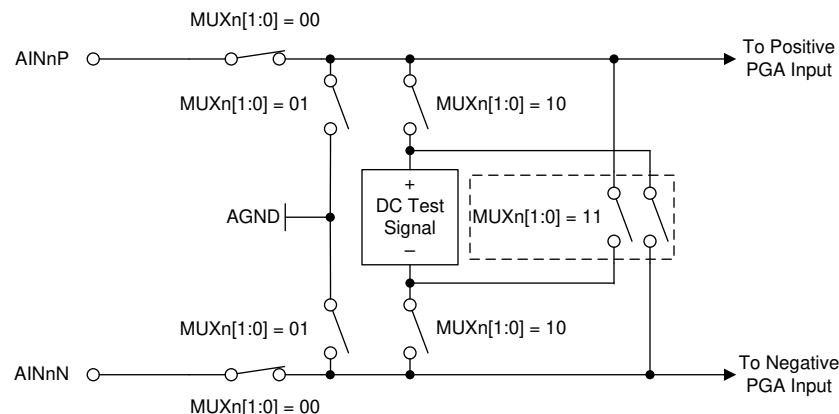 MUXn[1:0] = 00
AINnP
To Positive
PGA Input
MUXn[1:0] = 01
MUXn[1:0] = 10
+
DC Test
Signal
–
AGND
MUXn[1:0] = 11
MUXn[1:0] = 01
MUXn[1:0] = 10
AINnN
To Negative
PGA Input
MUXn[1:0] = 00